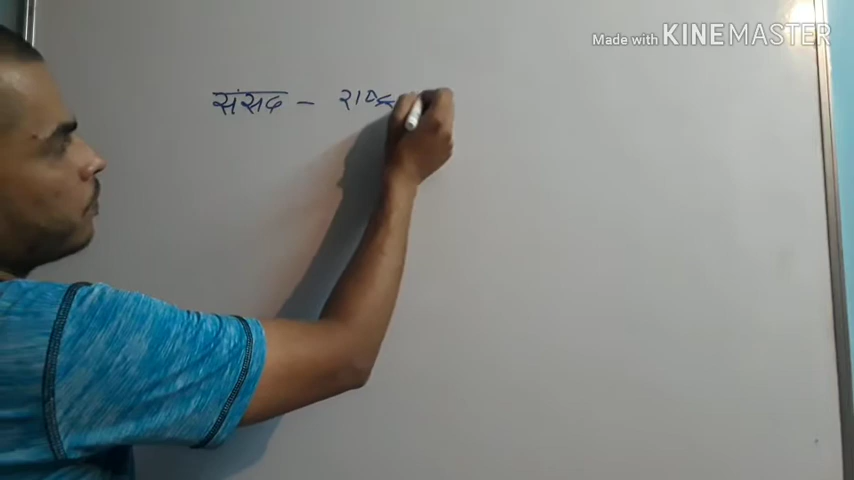 Made with KINEMASTER
संसद –